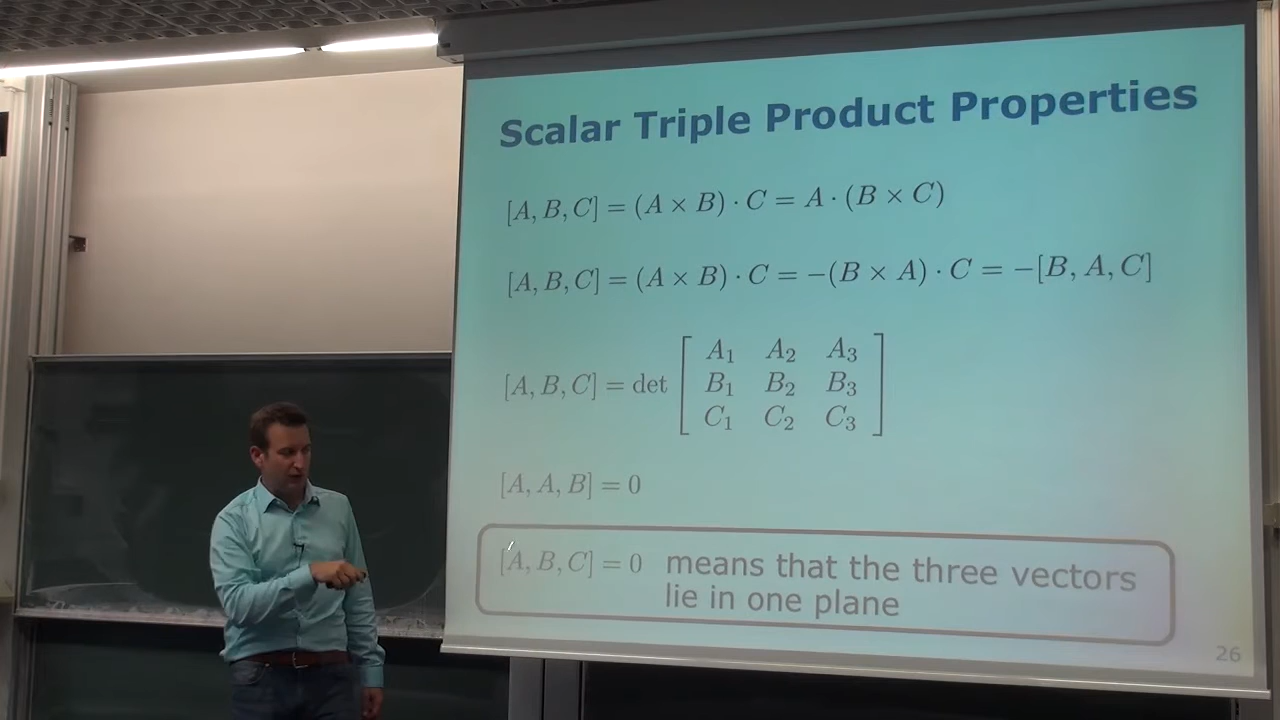 Scalar Triple Product Properties
[A, B, C] = (A × B) · C = A · (B × C)
[A, B, C] = (A × B) · C = −(B × A) · C = −[B, A, C]
[A, B, C] = det [ A₁ A₂ A₃
B₁ B₂ B₃
C₁ C₂ C₃ ]
[A, A, B] = 0
[A, B, C] = 0 means that the three vectors
lie in one plane
26